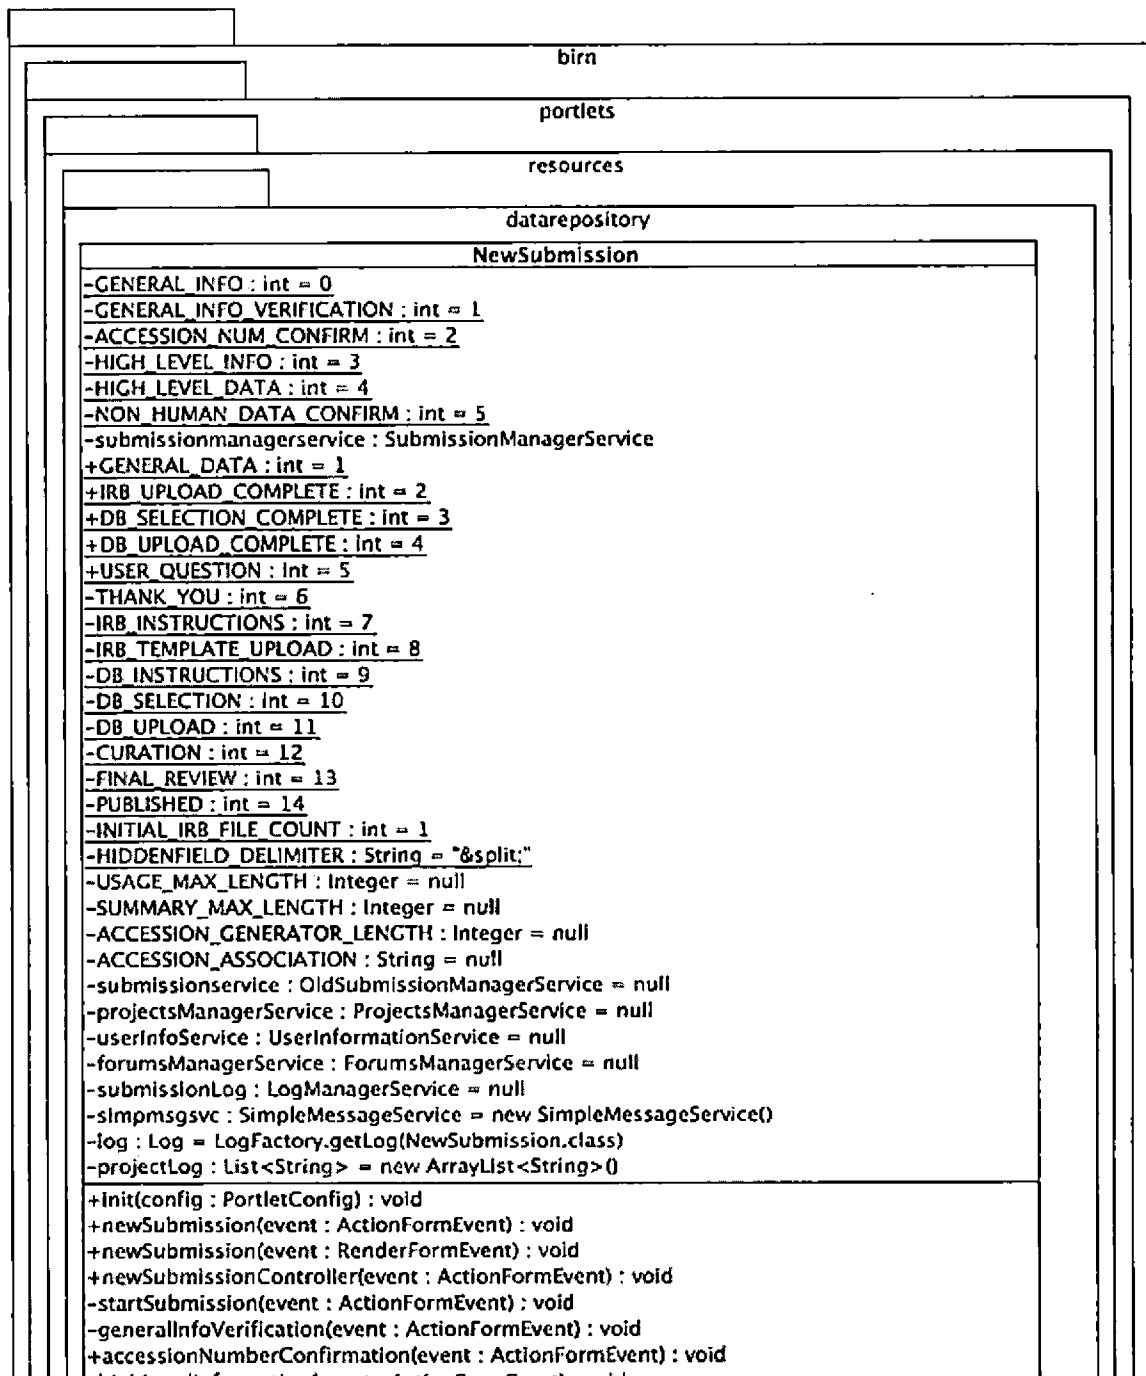 birn
portlets
resources
datarepository
NewSubmission
-GENERAL_INFO : int = 0
-GENERAL_INFO_VERIFICATION : int = 1
-ACCESSION_NUM_CONFIRM : int = 2
-HIGH_LEVEL_INFO : int = 3
-HIGH_LEVEL_DATA : int = 4
-NON_HUMAN_DATA_CONFIRM : int = 5
-submissionmanagerservice : SubmissionManagerService
+GENERAL_DATA : int = 1
+IRB_UPLOAD_COMPLETE : int = 2
+DB_SELECTION_COMPLETE : int = 3
+DB_UPLOAD_COMPLETE : int = 4
+USER_QUESTION : int = 5
-THANK_YOU : int = 6
-IRB_INSTRUCTIONS : int = 7
-IRB_TEMPLATE_UPLOAD : int = 8
-DB_INSTRUCTIONS : int = 9
-DB_SELECTION : int = 10
-DB_UPLOAD : int = 11
-CURATION : int = 12
-FINAL_REVIEW : int = 13
-PUBLISHED : int = 14
-INITIAL_IRB_FILE_COUNT : int = 1
-HIDDENFIELD_DELIMITER : String = "&split;"
-USAGE_MAX_LENGTH : Integer = null
-SUMMARY_MAX_LENGTH : Integer = null
-ACCESSION_GENERATOR_LENGTH : Integer = null
-ACCESSION_ASSOCIATION : String = null
-submissionservice : OldSubmissionManagerService = null
-projectsManagerService : ProjectsManagerService = null
-userInfoService : UserInformationService = null
-forumsManagerService : ForumsManagerService = null
-submissionLog : LogManagerService = null
-simpmsgsvc : SimpleMessageService = new SimpleMessageService()
-log : Log = LogFactory.getLog(NewSubmission.class)
-projectLog : List<String> = new ArrayList<String>()
+init(config : PortletConfig) : void
+newSubmission(event : ActionFormEvent) : void
+newSubmission(event : RenderFormEvent) : void
+newSubmissionController(event : ActionFormEvent) : void
-startSubmission(event : ActionFormEvent) : void
-generalInfoVerification(event : ActionFormEvent) : void
+accessionNumberConfirmation(event : ActionFormEvent) : void